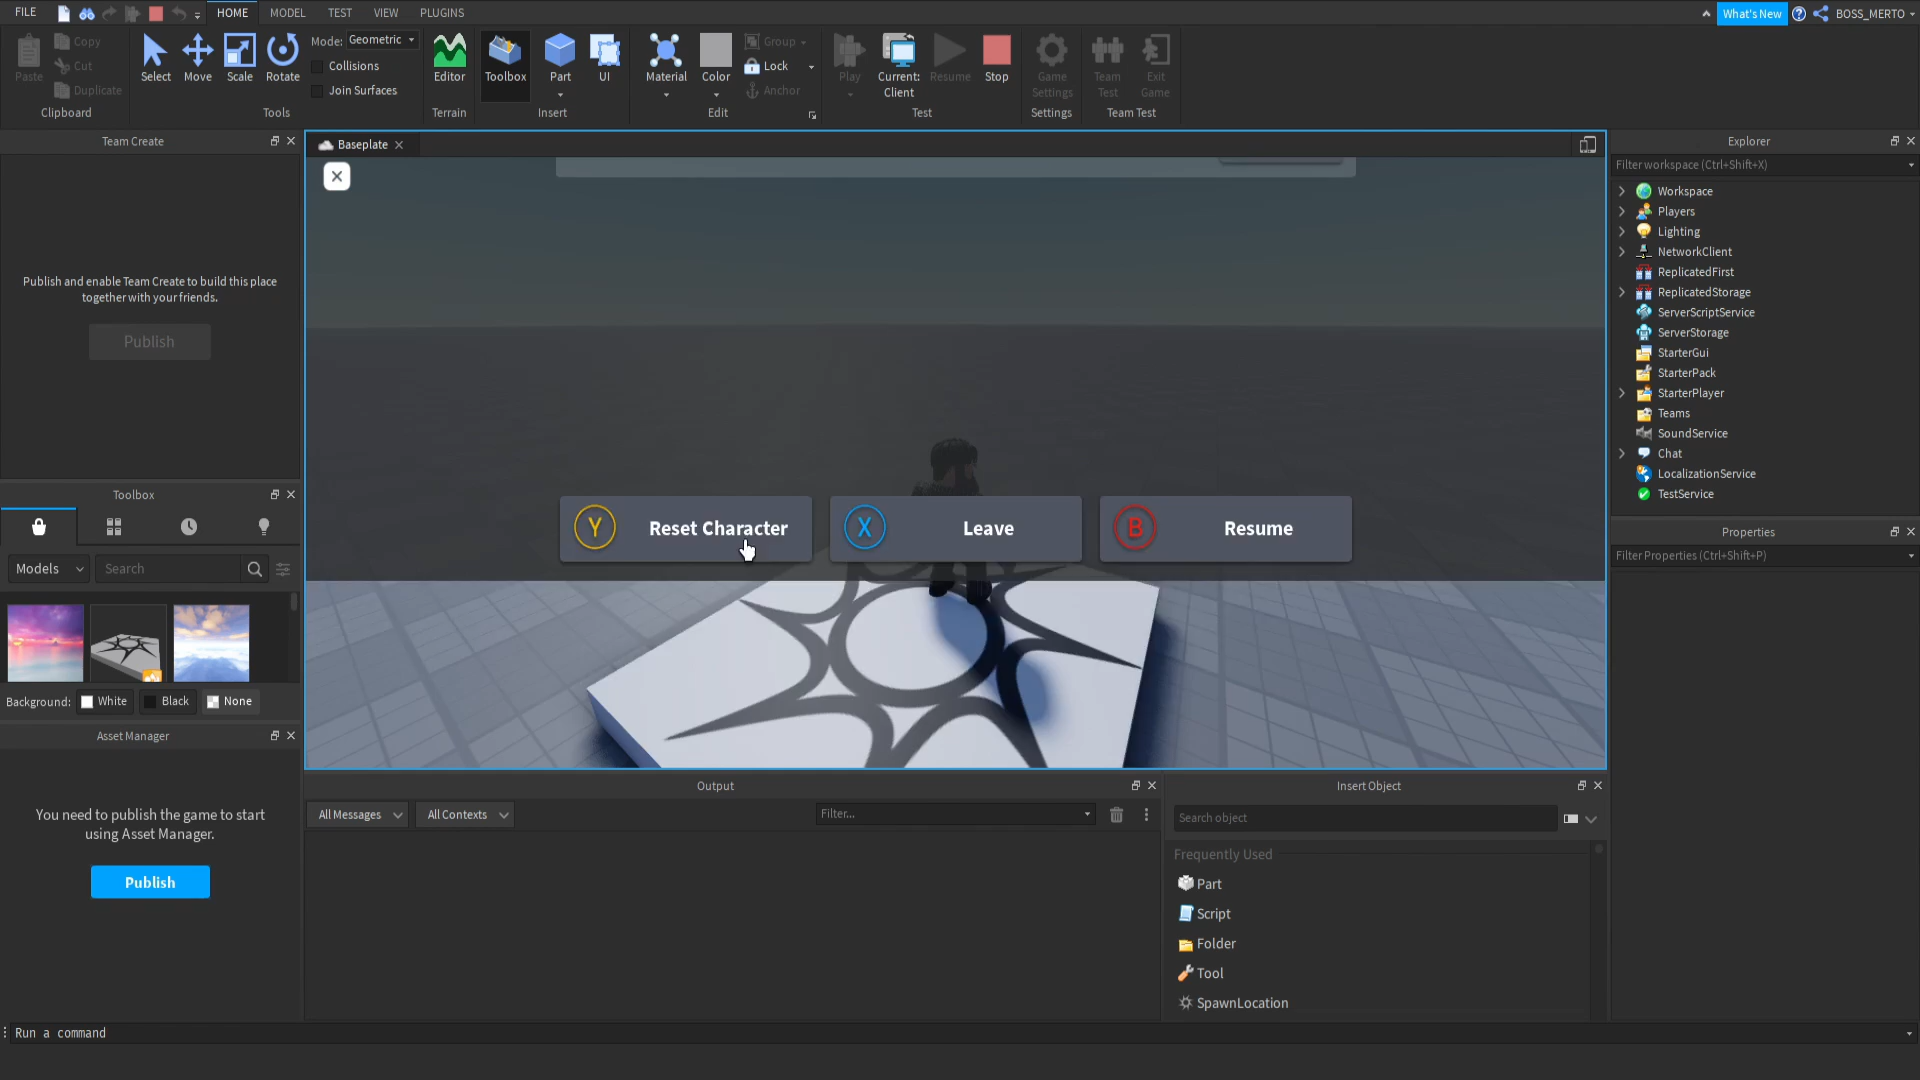 FILE HOME MODEL TEST VIEW PLUGINS What's New BOSS_MERTO
Paste Copy Cut Duplicate
Clipboard
Select Move Scale Rotate
Mode: Geometric
Collisions
Join Surfaces
Tools
Editor
Terrain
Toolbox Part UI
Insert
Material Color Group Lock Anchor
Edit
Play Current: Client Resume Stop
Test
Game Settings
Settings
Team Test Exit Game
Team Test
Team Create
Publish and enable Team Create to build this place
together with your friends.
Publish
Toolbox
Models Search
Background: White Black None
Asset Manager
You need to publish the game to start
using Asset Manager.
Publish
Baseplate
Y Reset Character X Leave B Resume
Output
All Messages All Contexts Filter...
Insert Object
Search object
Frequently Used
Part
Script
Folder
Tool
SpawnLocation
Explorer
Filter workspace (Ctrl+Shift+X)
Workspace
Players
Lighting
NetworkClient
ReplicatedFirst
ReplicatedStorage
ServerScriptService
ServerStorage
StarterGui
StarterPack
StarterPlayer
Teams
SoundService
Chat
LocalizationService
TestService
Properties
Filter Properties (Ctrl+Shift+P)
Run a command